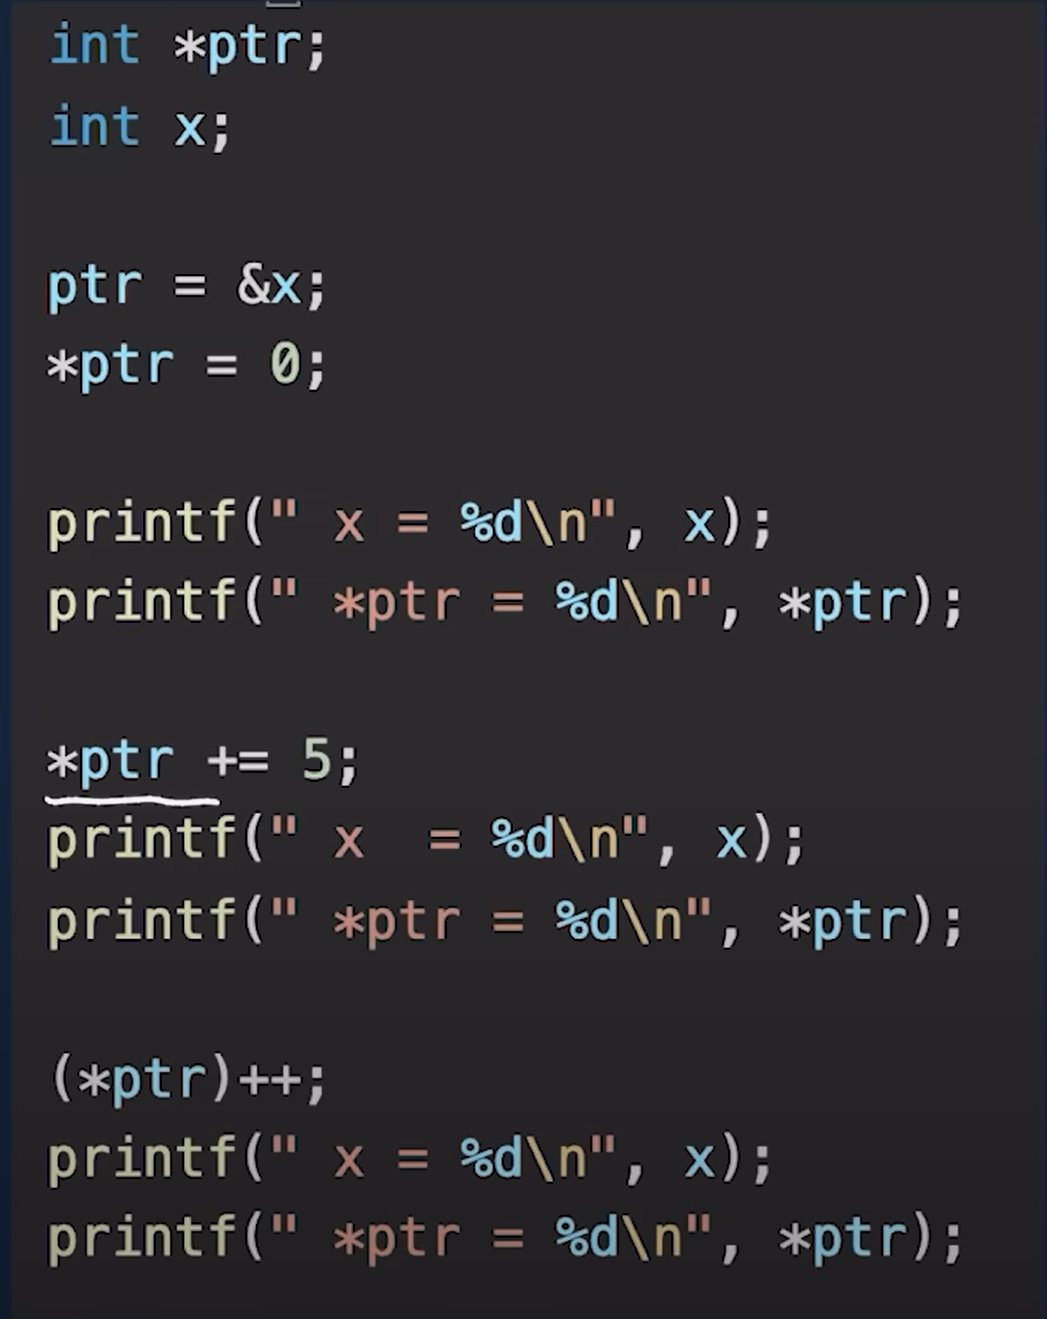 int *ptr;
int x;
ptr = &x;
*ptr = 0;
printf(" x = %d\n", x);
printf(" *ptr = %d\n", *ptr);
*ptr += 5;
printf(" x  = %d\n", x);
printf(" *ptr = %d\n", *ptr);
(*ptr)++;
printf(" x = %d\n", x);
printf(" *ptr = %d\n", *ptr);